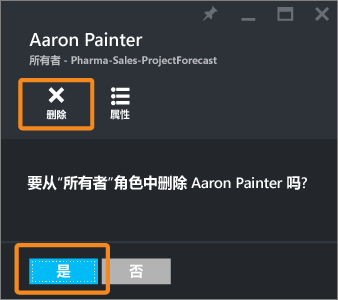 Aaron Painter
所有者 - Pharma-Sales-ProjectForecast
删除 属性
要从“所有者”角色中删除 Aaron Painter 吗?
是 否